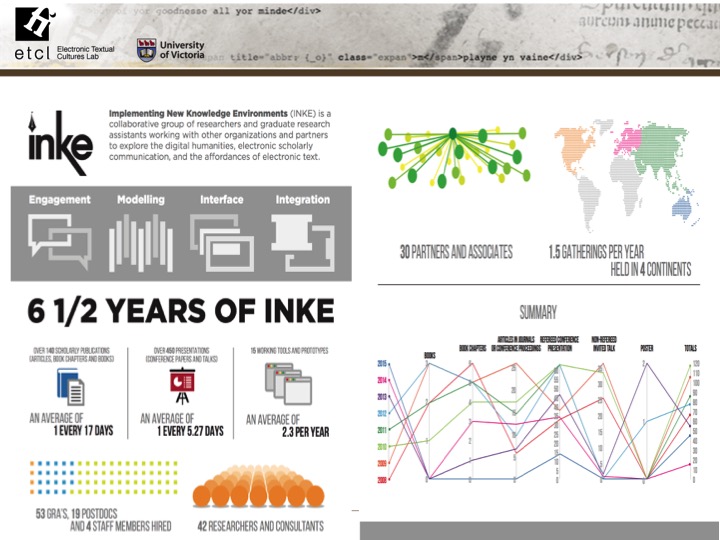 of yor goodnesso all yor minde</div>
etcl
Electronic Textual
Cultures Lab
University
of Victoria
title="abbr; {_o}" class="expan">m</span>playne yn vaine</div>
inke
Implementing New Knowledge Environments (INKE) is a
collaborative group of researchers and graduate research
assistants working with other organizations and partners
to explore the digital humanities, electronic scholarly
communication, and the affordances of electronic text.
Engagement Modelling Interface Integration
6 1/2 YEARS OF INKE
OVER 140 SCHOLARLY PUBLICATIONS
(ARTICLES, BOOK CHAPTERS AND BOOKS)
AN AVERAGE OF
1 EVERY 17 DAYS
OVER 450 PRESENTATIONS
(CONFERENCE PAPERS AND TALKS)
AN AVERAGE OF
1 EVERY 5.27 DAYS
15 WORKING TOOLS AND PROTOTYPES
AN AVERAGE OF
2.3 PER YEAR
53 GRA'S, 19 POSTDOCS
AND 4 STAFF MEMBERS HIRED
42 RESEARCHERS AND CONSULTANTS
30 PARTNERS AND ASSOCIATES
1.5 GATHERINGS PER YEAR
HELD IN 4 CONTINENTS
SUMMARY
BOOKS
BOOK CHAPTERS
ARTICLES IN JOURNALS
OR CONFERENCE PROCEEDINGS
REFEREED CONFERENCE
PRESENTATION
NON-REFEREED
INVITED TALK
POSTER
TOTALS
2015
2014
2013
2012
2011
2010
2009
2008
120
110
100
90
80
70
60
50
40
30
20
10
0